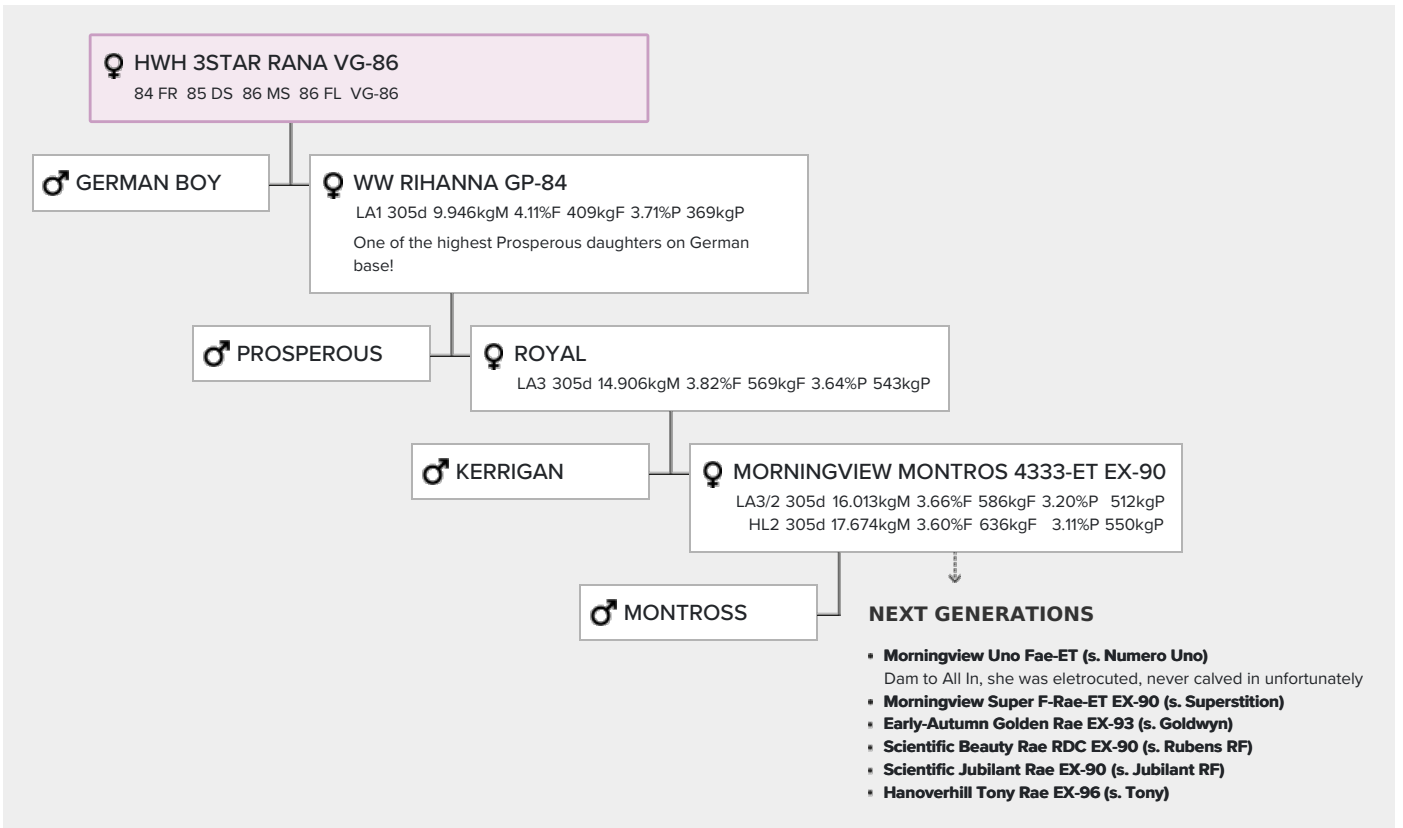 HWH 3STAR RANA VG-86
84 FR 85 DS 86 MS 86 FL VG-86
GERMAN BOY
WW RIHANNA GP-84
LA1 305d 9.946kgM 4.11%F 409kgF 3.71%P 369kgP
One of the highest Prosperous daughters on German
base!
PROSPEROUS
ROYAL
LA3 305d 14.906kgM 3.82%F 569kgF 3.64%P 543kgP
KERRIGAN
MORNINGVIEW MONTROS 4333-ET EX-90
LA3/2 305d 16.013kgM 3.66%F 586kgF 3.20%P 512kgP
HL2 305d 17.674kgM 3.60%F 636kgF 3.11%P 550kgP
MONTROSS
NEXT GENERATIONS
Morningview Uno Fae-ET (s. Numero Uno)
Dam to All In, she was eletrocuted, never calved in unfortunately
Morningview Super F-Rae-ET EX-90 (s. Superstition)
Early-Autumn Golden Rae EX-93 (s. Goldwyn)
Scientific Beauty Rae RDC EX-90 (s. Rubens RF)
Scientific Jubilant Rae EX-90 (s. Jubilant RF)
Hanoverhill Tony Rae EX-96 (s. Tony)